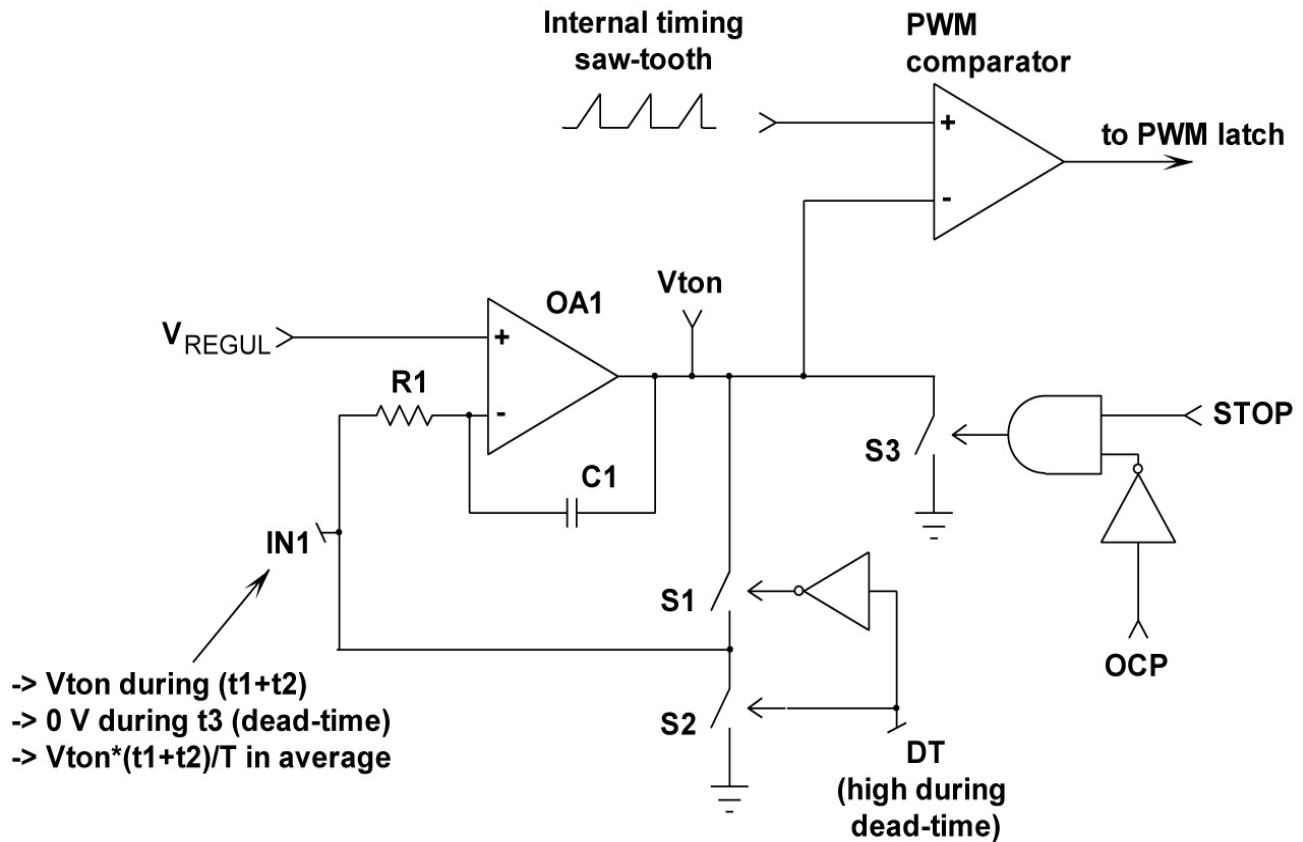 Internal timing
saw-tooth
PWM
comparator
+
-
to PWM latch
Vton
OA1
VREGUL
+
-
R1
C1
S3
STOP
OCP
IN1
S1
S2
DT
(high during
dead-time)
-> Vton during (t1+t2)
-> 0 V during t3 (dead-time)
-> Vton*(t1+t2)/T in average